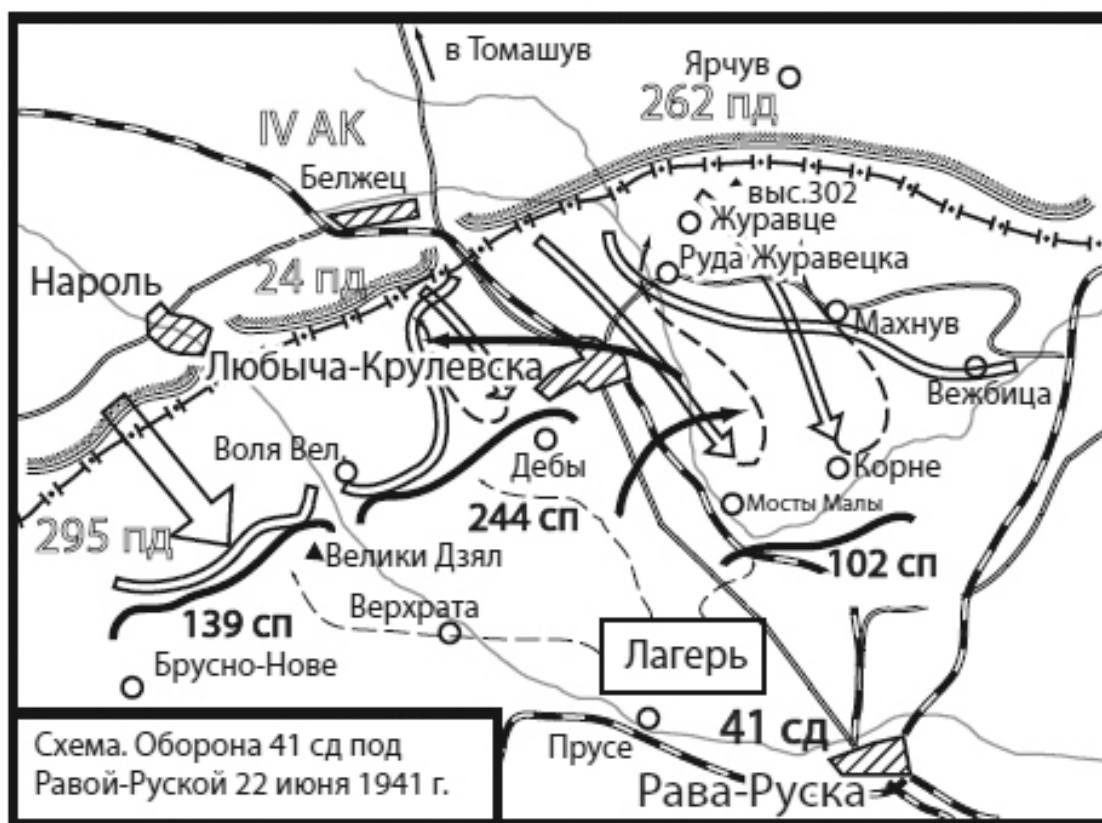 в Томашув
Ярчув
262 пд
IV АК
Белжец
выс.302
Журавце
24 пд
Руда Журавецка
Нароль
Махнув
Любыча-Крулевска
Вежбица
Воля Вел.
Дебы
Корне
244 сп
Мосты Малы
295 пд
Велики Дзял
102 сп
139 сп
Верхрата
Лагерь
Брусно-Нове
41 сд
Прусе
Рава-Руска
Схема. Оборона 41 сд под
Равой-Руской 22 июня 1941 г.